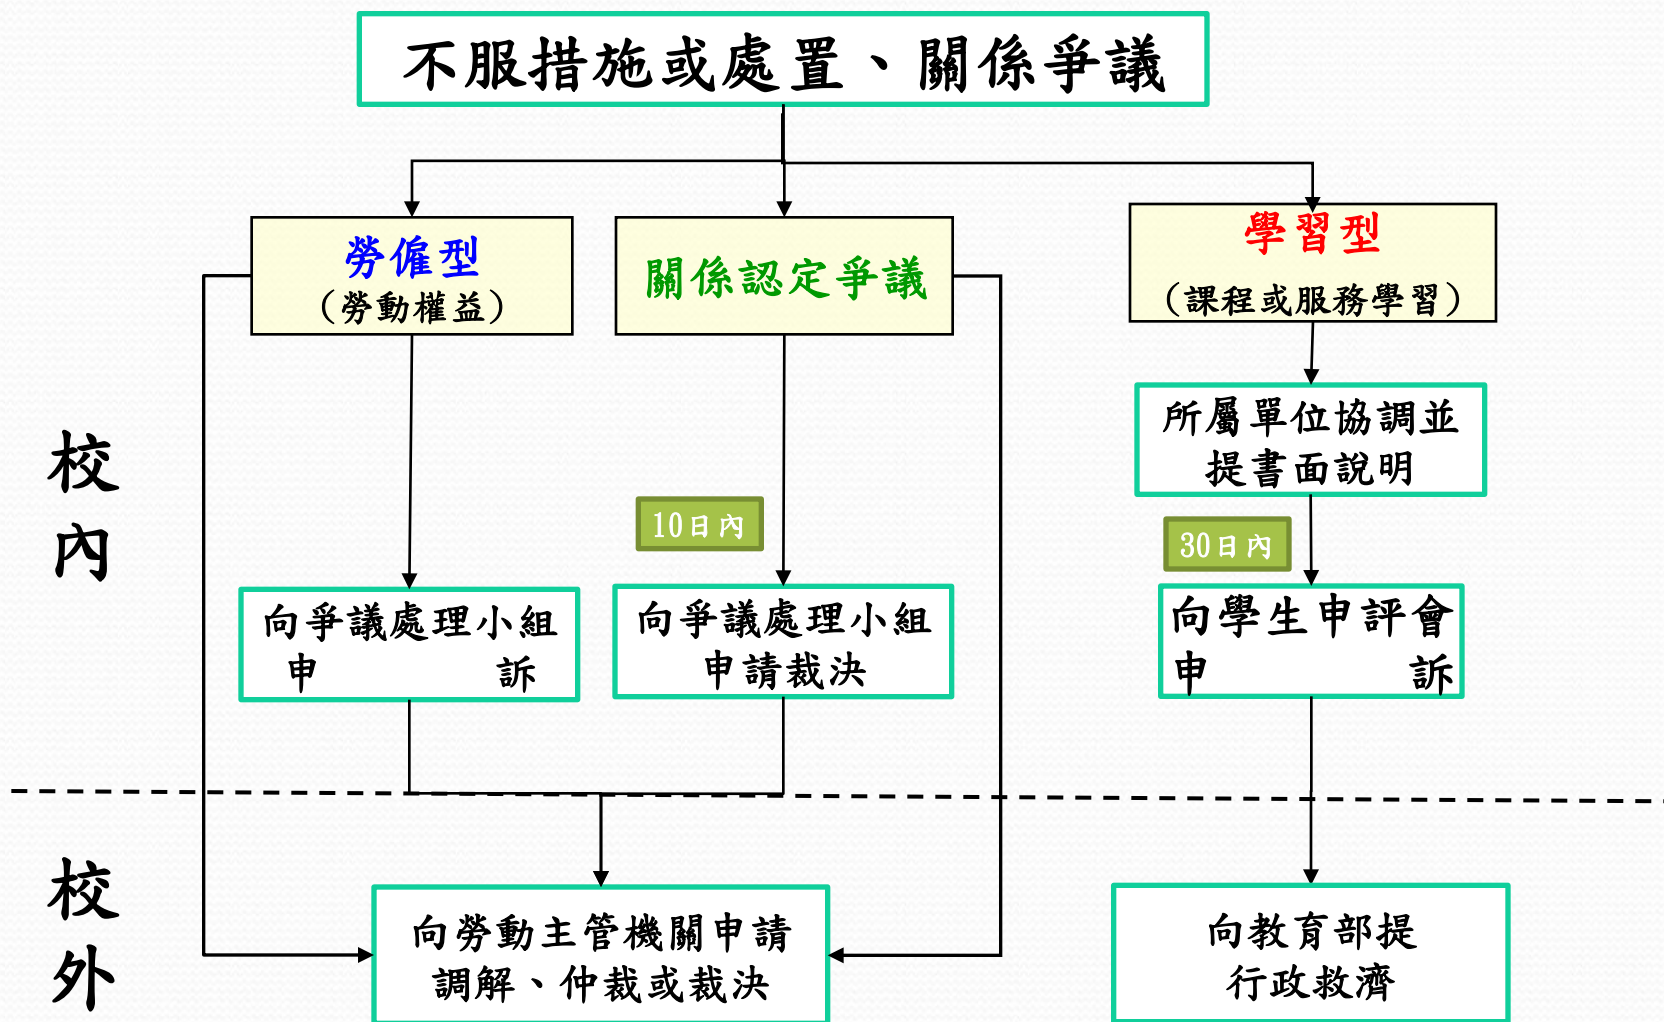 不服措施或處置、關係爭議
勞僱型
(勞動權益)
關係認定爭議
學習型
(課程或服務學習)
所屬單位協調並
提書面說明
校
內
10日內
30日內
向爭議處理小組
申 訴
向爭議處理小組
申請裁決
向學生申評會
申 訴
校
外
向勞動主管機關申請
調解、仲裁或裁決
向教育部提
行政救濟